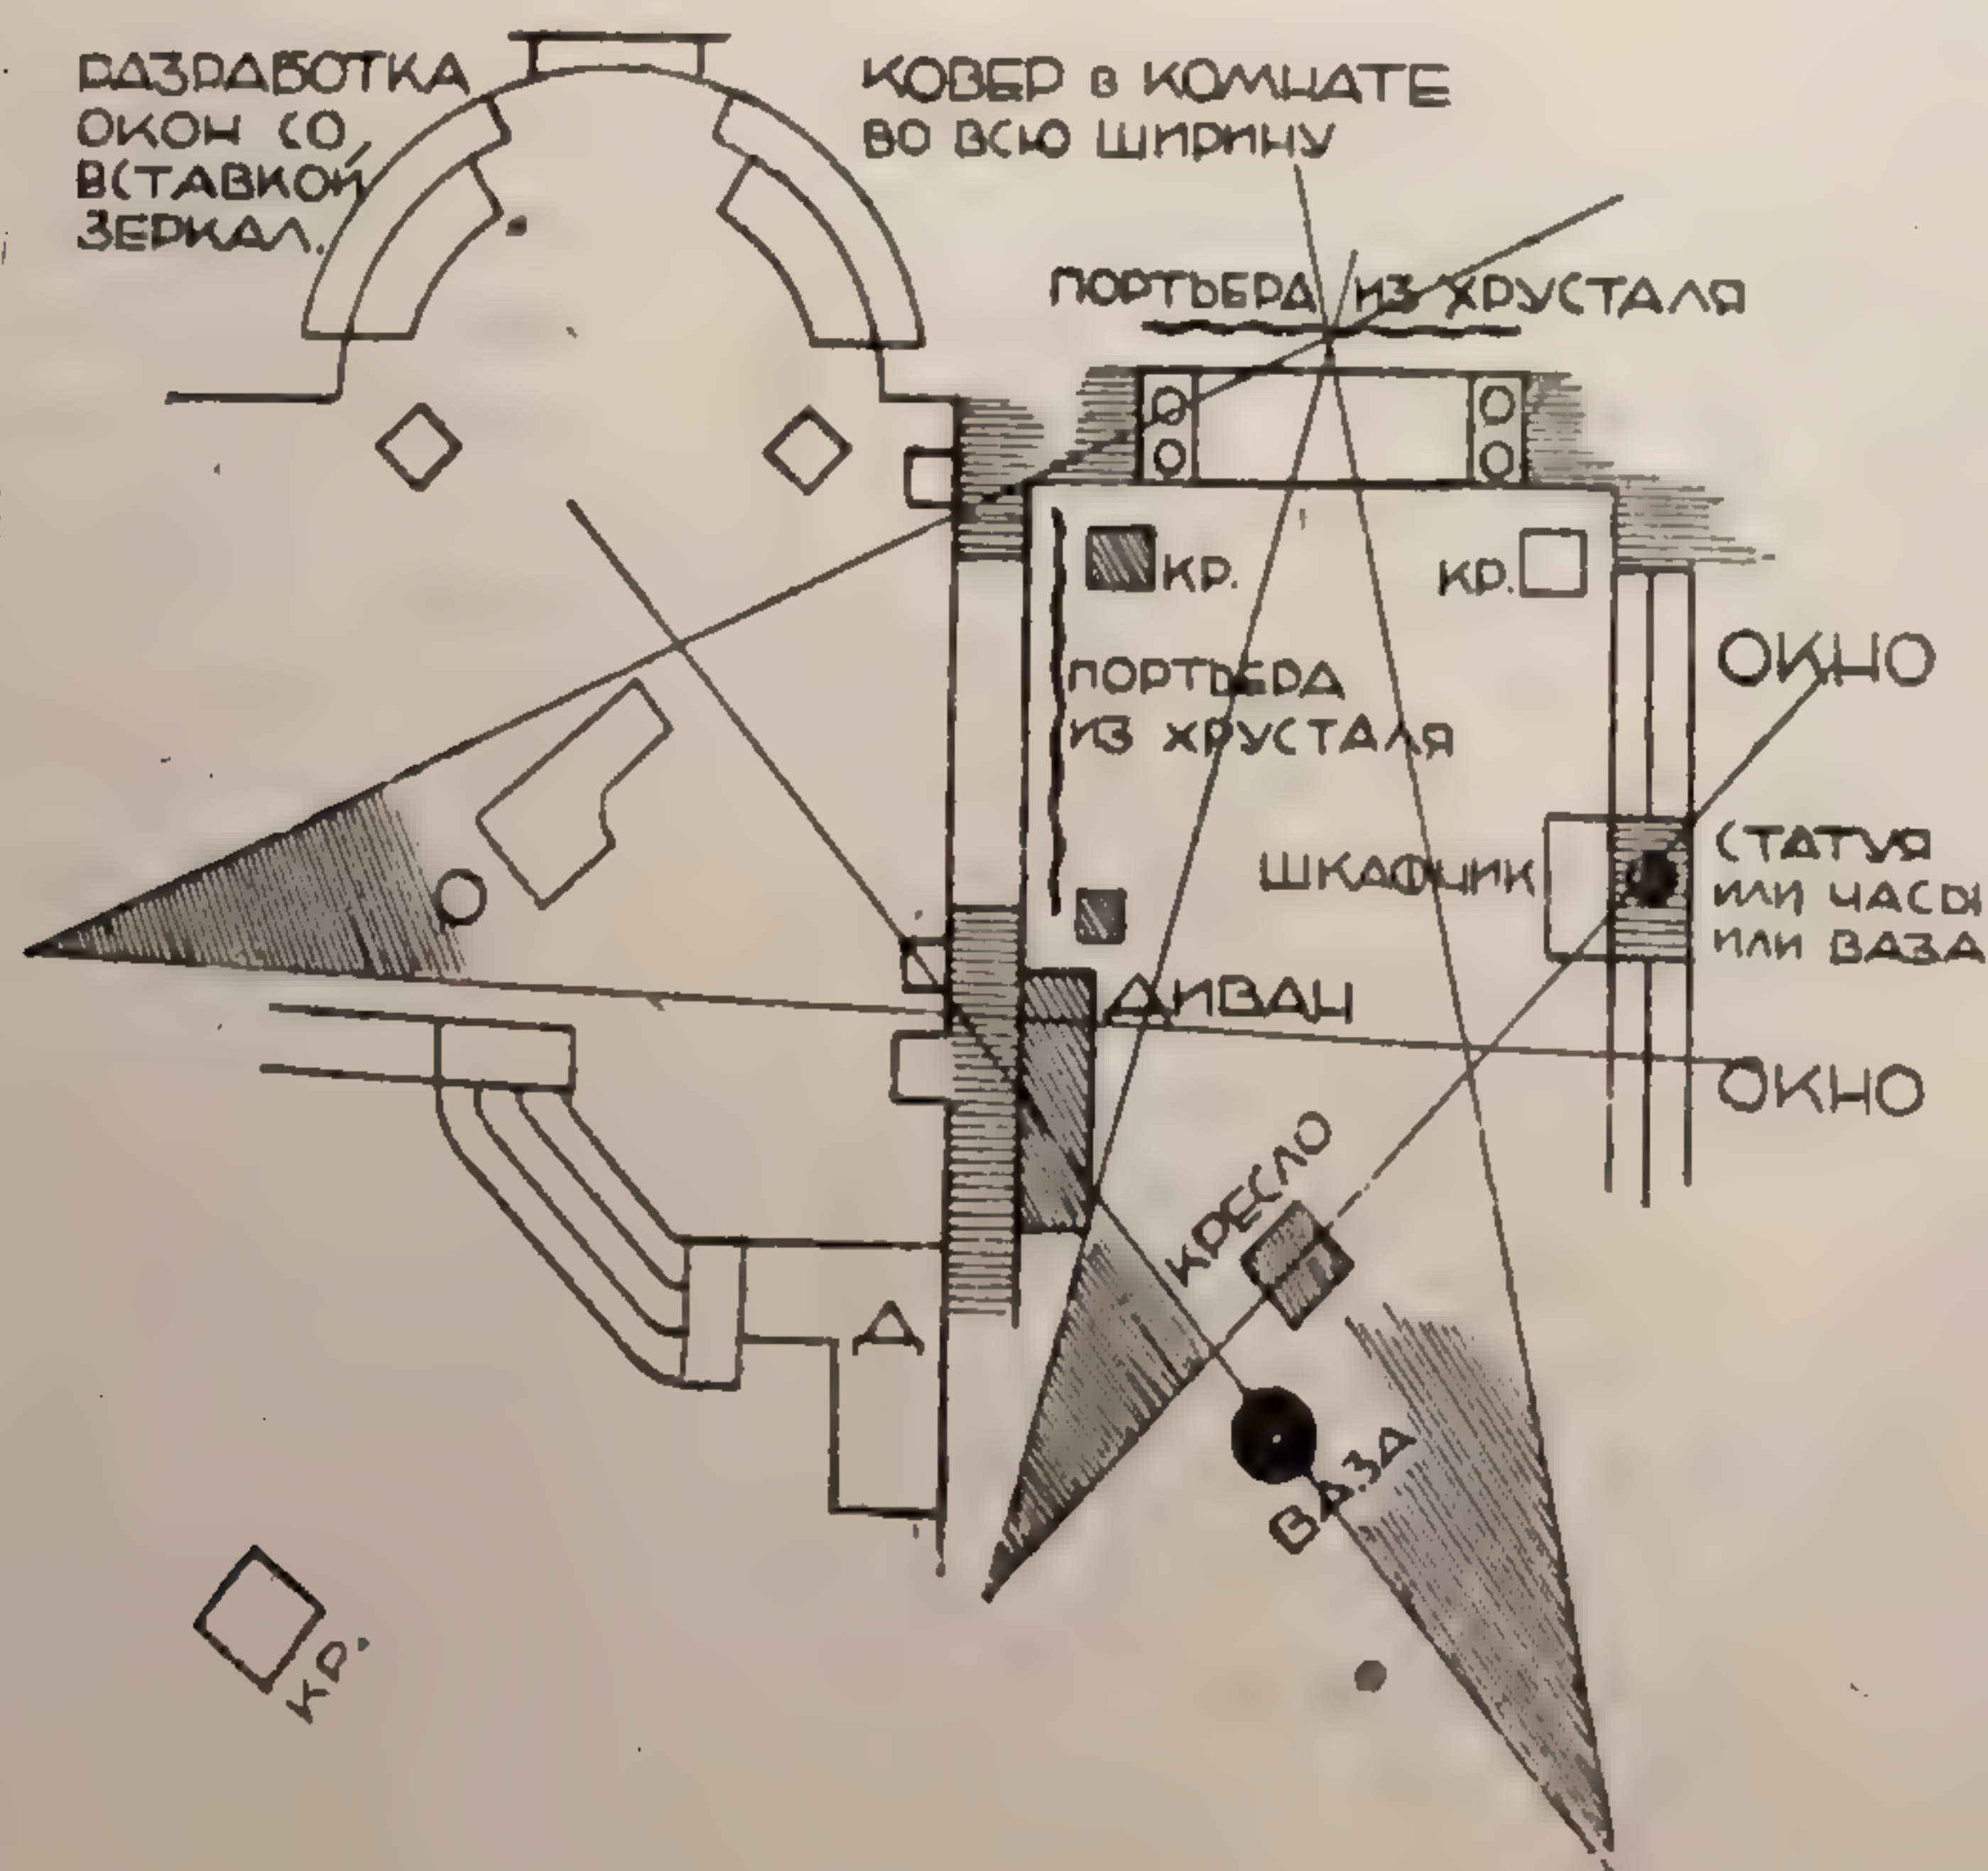 РАЗРАБОТКА
ОКОН СО
ВСТАВКОЙ
ЗЕРКАЛ.
КОВЕР в КОМНАТЕ
ВО ВСЮ ШИРИНУ
ПОРТЬЕРА ИЗ ХРУСТАЛЯ
КР.
КР.
ОКНО
ПОРТЬЕРА
ИЗ ХРУСТАЛЯ
ШКАФЧИК
СТАТУЯ
ИЛИ ЧАСЫ
ИЛИ ВАЗА
ДИВАН
ОКНО
КРЕСЛО
Д
ВАЗА
КР.